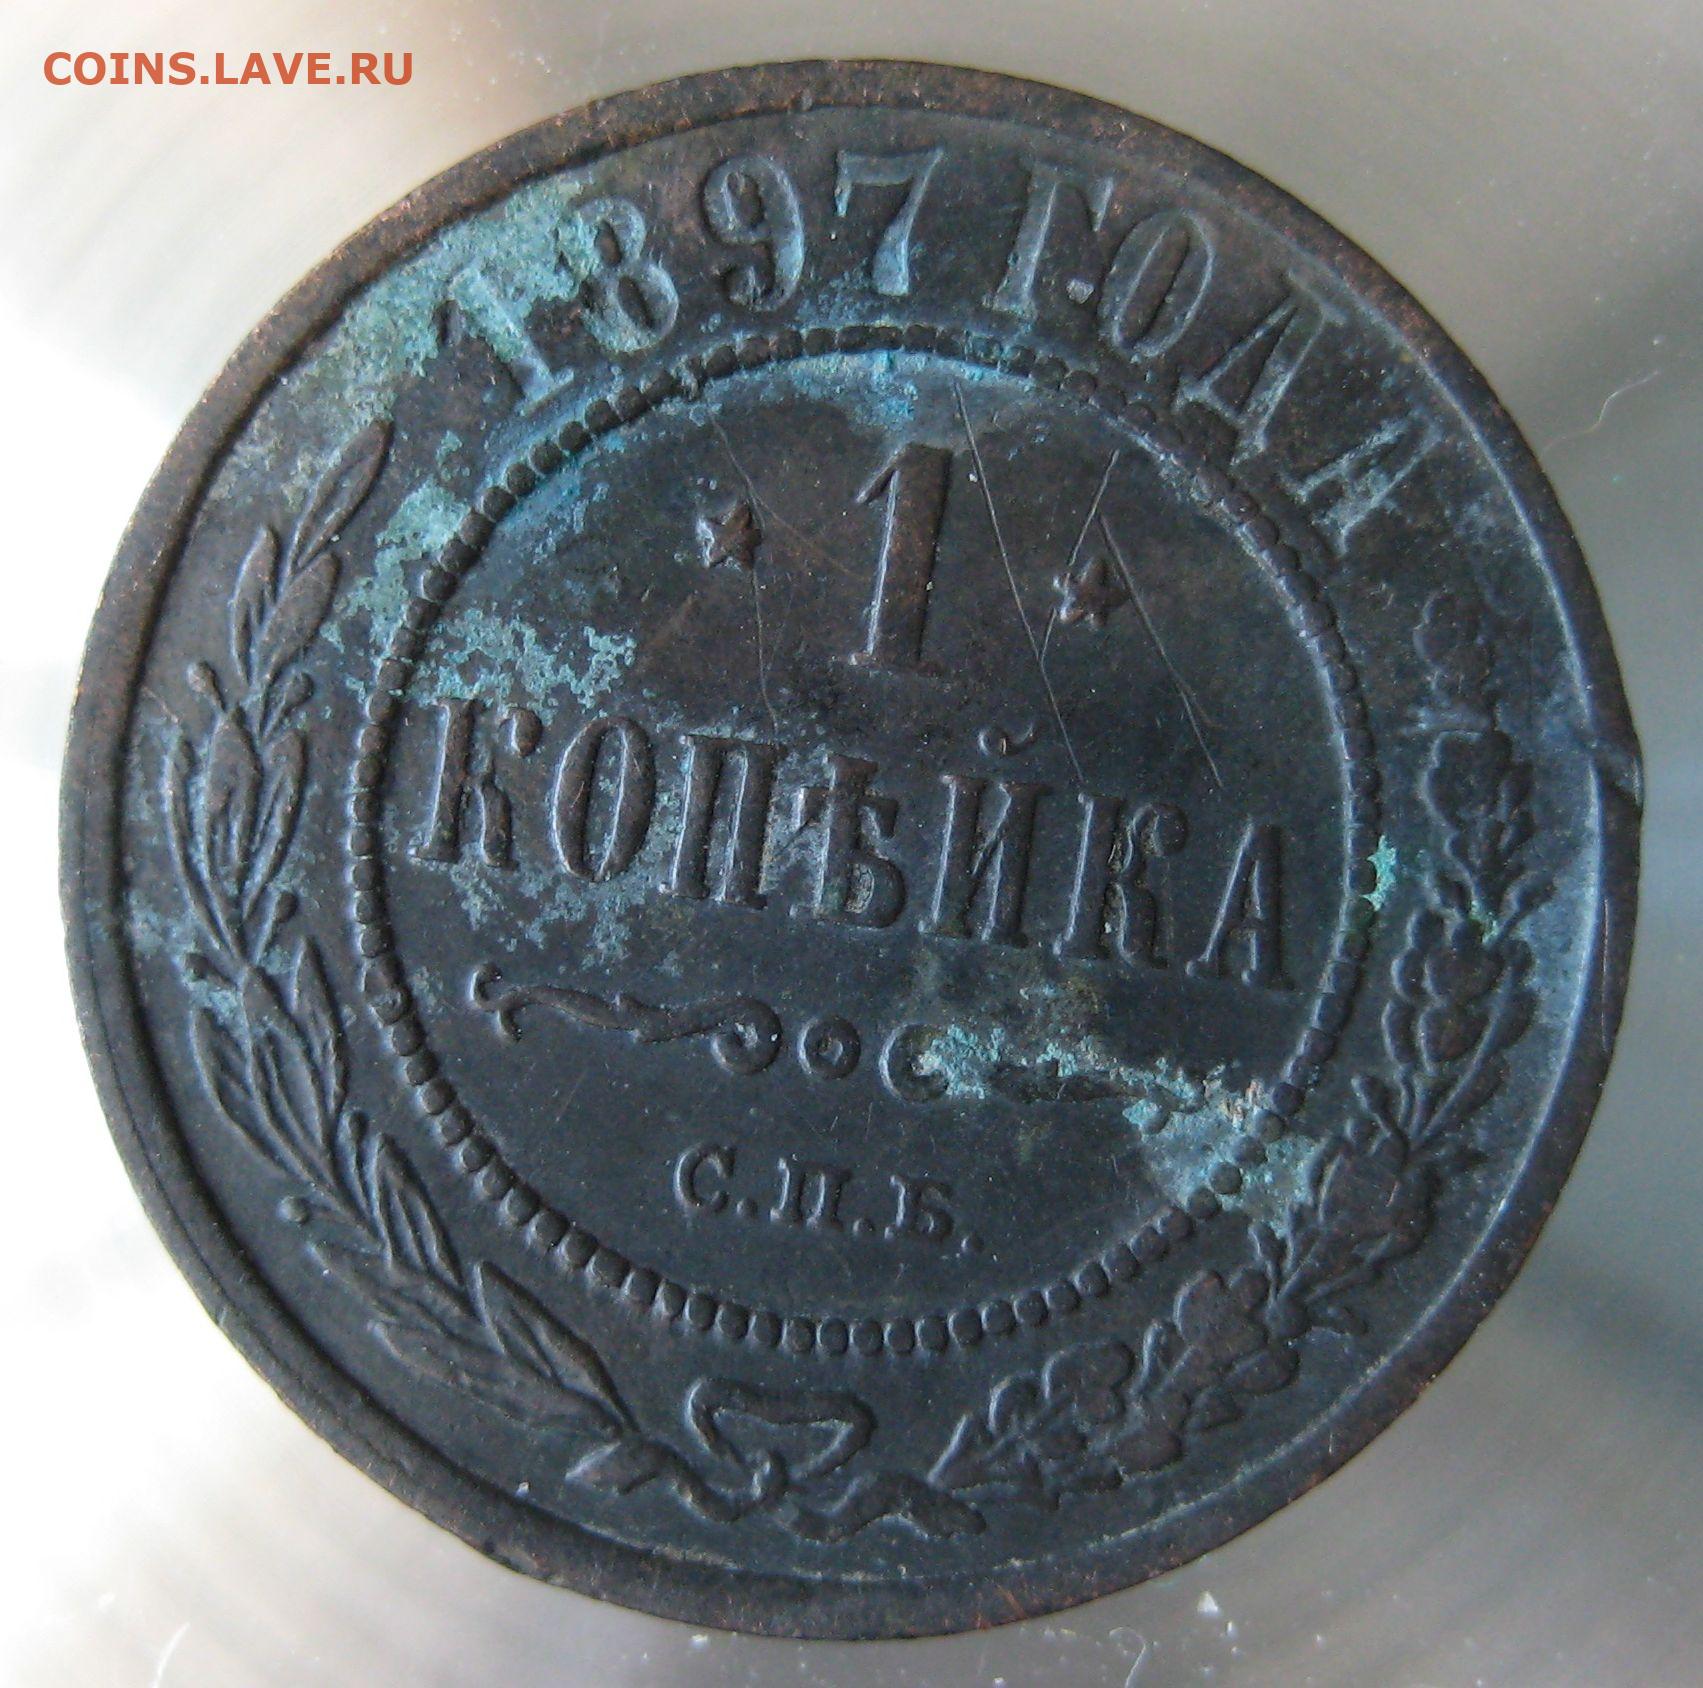 COINS.LAVE.RU
1897 ГОДА
1
КОПѢЙКА
С.П.Б.